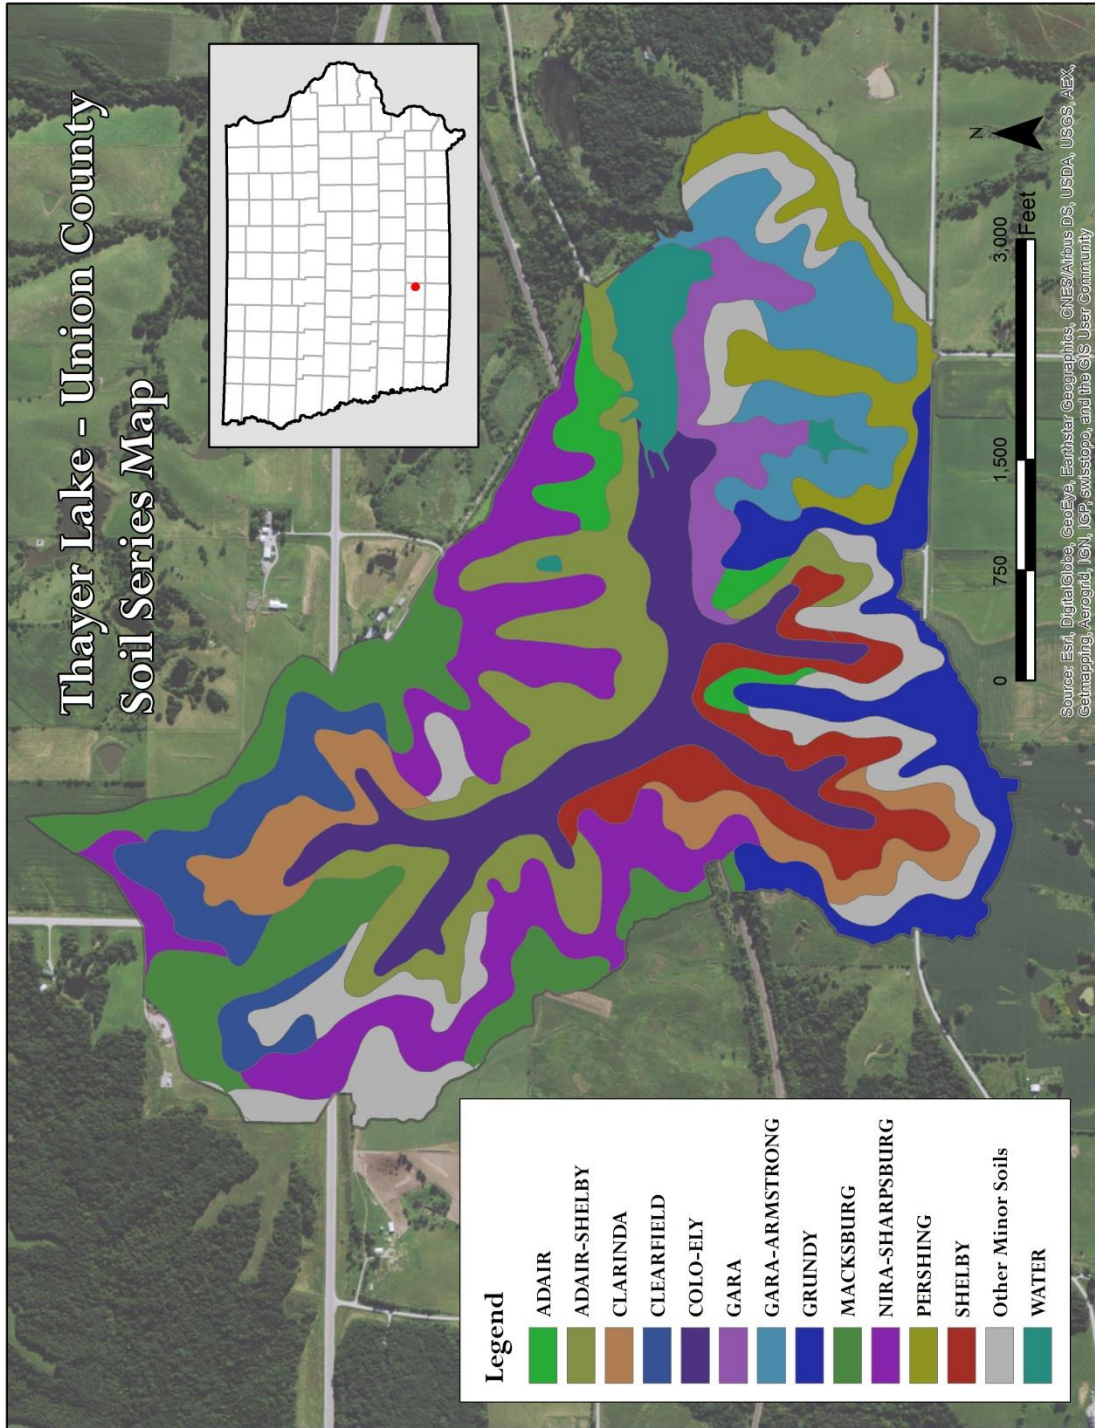 Thayer Lake - Union County
Soil Series Map
N
0 750 1,500 3,000
Feet
Legend
ADAIR
ADAIR-SHELBY
CLARINDA
CLEARFIELD
COLO-ELY
GARA
GARA-ARMSTRONG
GRUNDY
MACKSBURG
NIRA-SHARPSBURG
PERSHING
SHELBY
Other Minor Soils
WATER
Source: Esri, DigitalGlobe, GeoEye, Earthstar Geographics, CNES/Airbus DS, USDA, USGS, AEX,
Getmapping, Aerogrid, IGN, IGP, swisstopo, and the GIS User Community